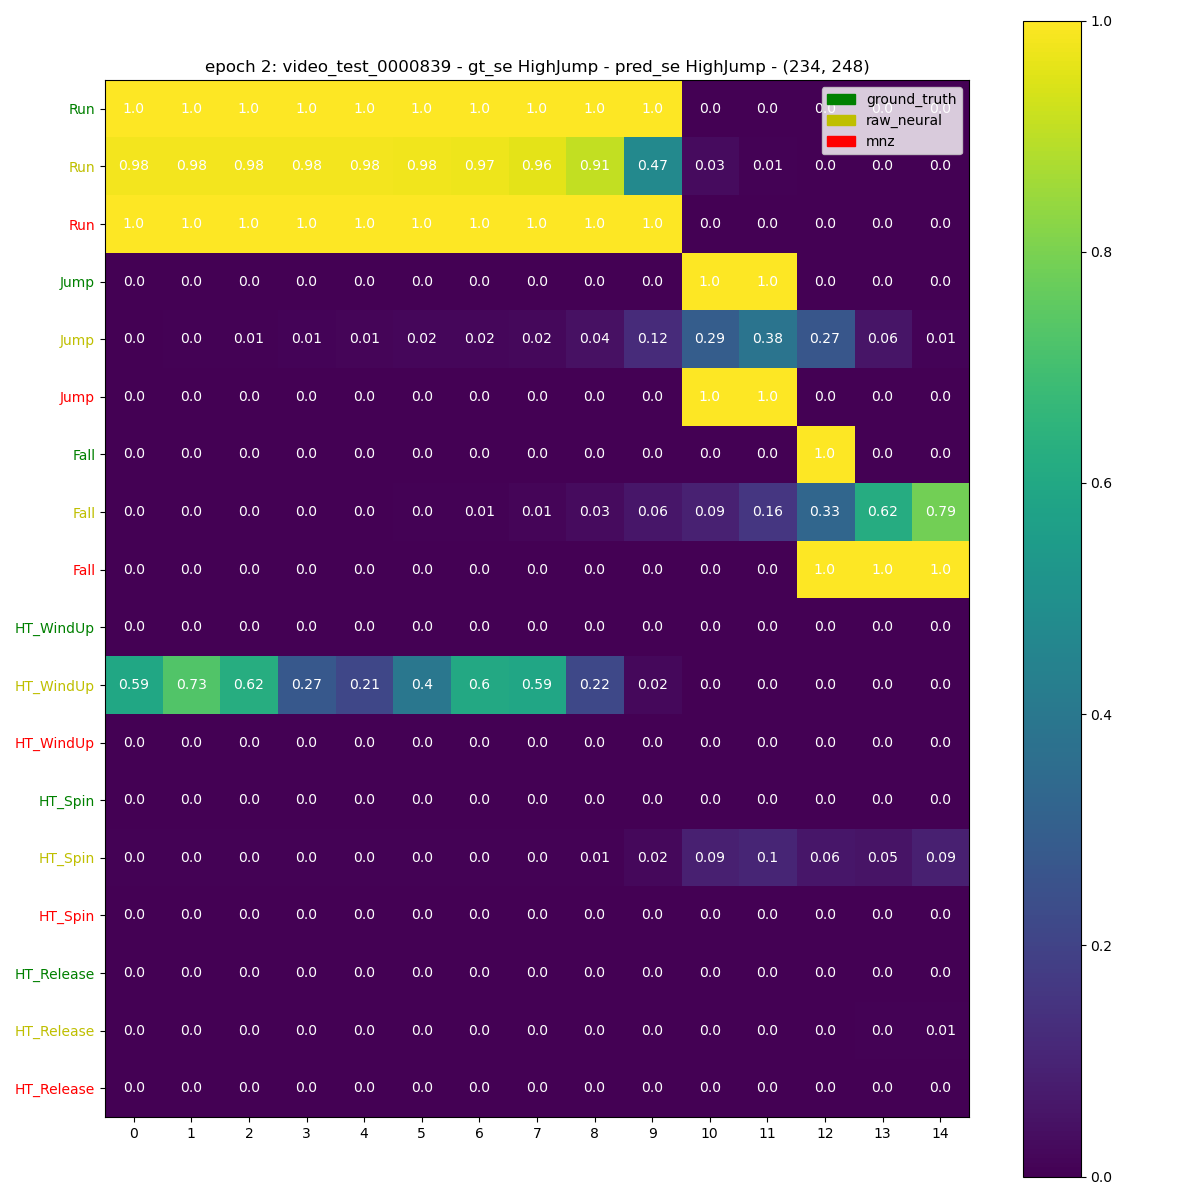 epoch 2: video_test_0000839 - gt_se HighJump - pred_se HighJump - (234, 248)
ground_truth
raw_neural
mnz
Run 1.0 1.0 1.0 1.0 1.0 1.0 1.0 1.0 1.0 1.0 0.0 0.0 0.0 0.0 0.0
Run 0.98 0.98 0.98 0.98 0.98 0.98 0.97 0.96 0.91 0.47 0.03 0.01 0.0 0.0 0.0
Run 1.0 1.0 1.0 1.0 1.0 1.0 1.0 1.0 1.0 1.0 0.0 0.0 0.0 0.0 0.0
Jump 0.0 0.0 0.0 0.0 0.0 0.0 0.0 0.0 0.0 0.0 1.0 1.0 0.0 0.0 0.0
Jump 0.0 0.0 0.01 0.01 0.01 0.02 0.02 0.02 0.04 0.12 0.29 0.38 0.27 0.06 0.01
Jump 0.0 0.0 0.0 0.0 0.0 0.0 0.0 0.0 0.0 0.0 1.0 1.0 0.0 0.0 0.0
Fall 0.0 0.0 0.0 0.0 0.0 0.0 0.0 0.0 0.0 0.0 0.0 0.0 1.0 0.0 0.0
Fall 0.0 0.0 0.0 0.0 0.0 0.0 0.01 0.01 0.03 0.06 0.09 0.16 0.33 0.62 0.79
Fall 0.0 0.0 0.0 0.0 0.0 0.0 0.0 0.0 0.0 0.0 0.0 0.0 1.0 1.0 1.0
HT_WindUp 0.0 0.0 0.0 0.0 0.0 0.0 0.0 0.0 0.0 0.0 0.0 0.0 0.0 0.0 0.0
HT_WindUp 0.59 0.73 0.62 0.27 0.21 0.4 0.6 0.59 0.22 0.02 0.0 0.0 0.0 0.0 0.0
HT_WindUp 0.0 0.0 0.0 0.0 0.0 0.0 0.0 0.0 0.0 0.0 0.0 0.0 0.0 0.0 0.0
HT_Spin 0.0 0.0 0.0 0.0 0.0 0.0 0.0 0.0 0.0 0.0 0.0 0.0 0.0 0.0 0.0
HT_Spin 0.0 0.0 0.0 0.0 0.0 0.0 0.0 0.0 0.01 0.02 0.09 0.1 0.06 0.05 0.09
HT_Spin 0.0 0.0 0.0 0.0 0.0 0.0 0.0 0.0 0.0 0.0 0.0 0.0 0.0 0.0 0.0
HT_Release 0.0 0.0 0.0 0.0 0.0 0.0 0.0 0.0 0.0 0.0 0.0 0.0 0.0 0.0 0.0
HT_Release 0.0 0.0 0.0 0.0 0.0 0.0 0.0 0.0 0.0 0.0 0.0 0.0 0.0 0.0 0.01
HT_Release 0.0 0.0 0.0 0.0 0.0 0.0 0.0 0.0 0.0 0.0 0.0 0.0 0.0 0.0 0.0
0 1 2 3 4 5 6 7 8 9 10 11 12 13 14
1.0
0.8
0.6
0.4
0.2
0.0